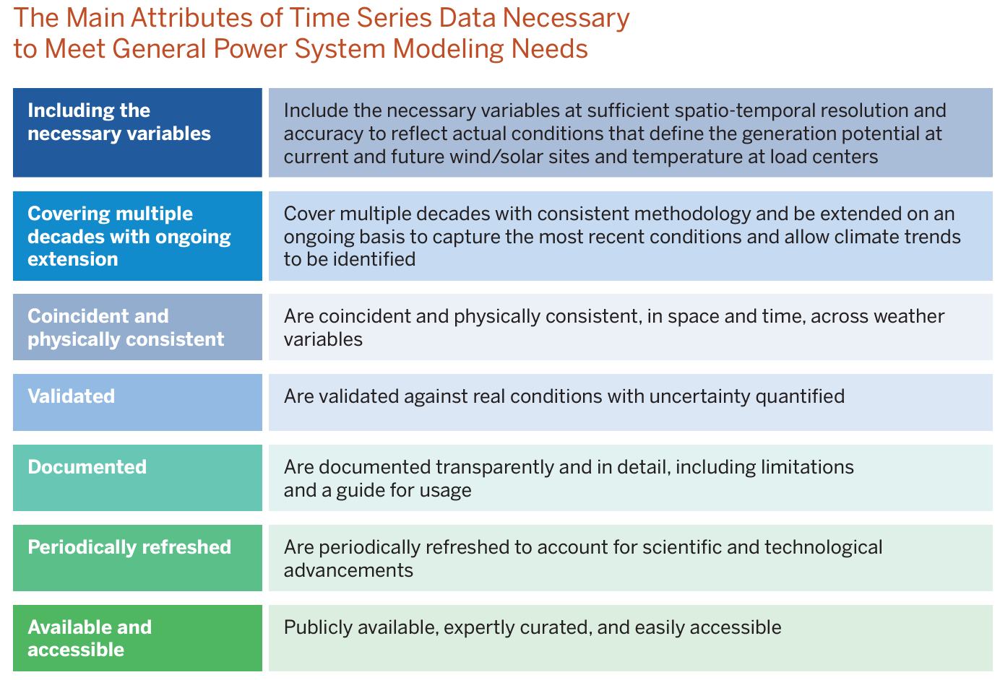 The Main Attributes of Time Series Data Necessary
to Meet General Power System Modeling Needs
Including the
necessary variables
Include the necessary variables at sufficient spatio-temporal resolution and
accuracy to reflect actual conditions that define the generation potential at
current and future wind/solar sites and temperature at load centers
Covering multiple
decades with ongoing
extension
Cover multiple decades with consistent methodology and be extended on an
ongoing basis to capture the most recent conditions and allow climate trends
to be identified
Coincident and
physically consistent
Are coincident and physically consistent, in space and time, across weather
variables
Validated
Are validated against real conditions with uncertainty quantified
Documented
Are documented transparently and in detail, including limitations
and a guide for usage
Periodically refreshed
Are periodically refreshed to account for scientific and technological
advancements
Available and
accessible
Publicly available, expertly curated, and easily accessible